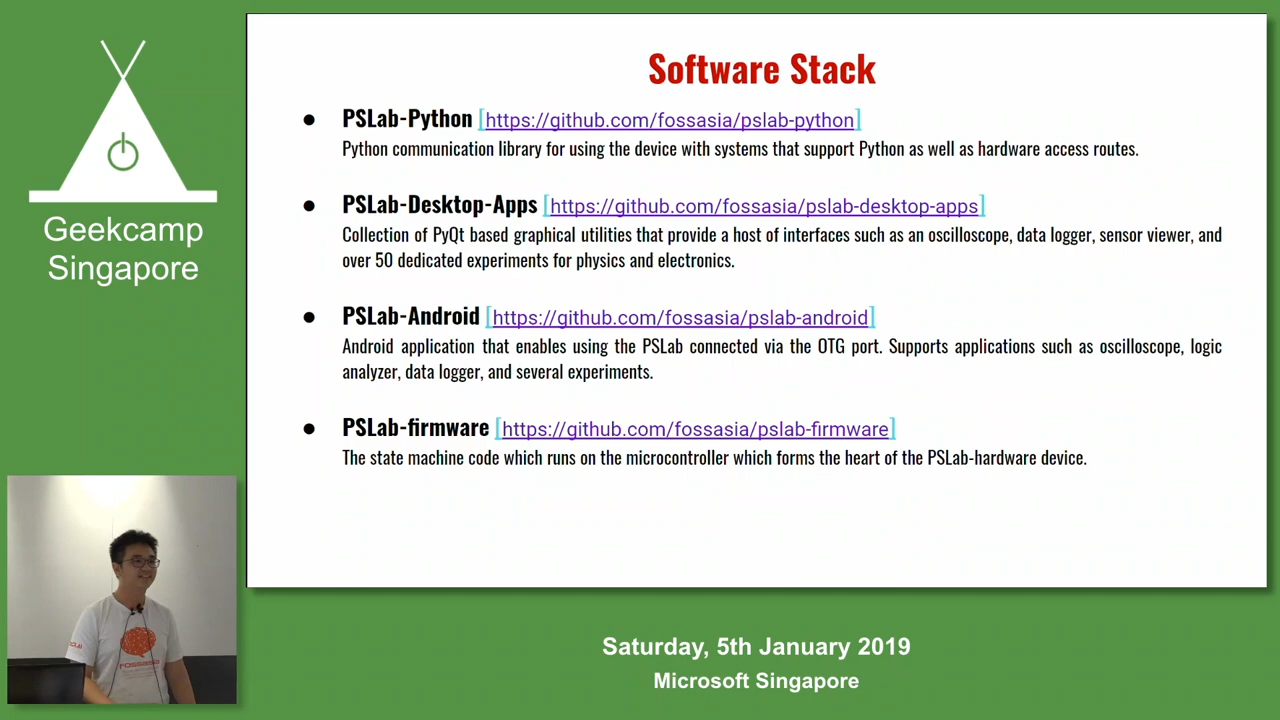 Geekcamp
Singapore
Software Stack
● PSLab-Python [https://github.com/fossasia/pslab-python]
Python communication library for using the device with systems that support Python as well as hardware access routes.
● PSLab-Desktop-Apps [https://github.com/fossasia/pslab-desktop-apps]
Collection of PyQt based graphical utilities that provide a host of interfaces such as an oscilloscope, data logger, sensor viewer, and
over 50 dedicated experiments for physics and electronics.
● PSLab-Android [https://github.com/fossasia/pslab-android]
Android application that enables using the PSLab connected via the OTG port. Supports applications such as oscilloscope, logic
analyzer, data logger, and several experiments.
● PSLab-firmware [https://github.com/fossasia/pslab-firmware]
The state machine code which runs on the microcontroller which forms the heart of the PSLab-hardware device.
fossasia
Saturday, 5th January 2019
Microsoft Singapore